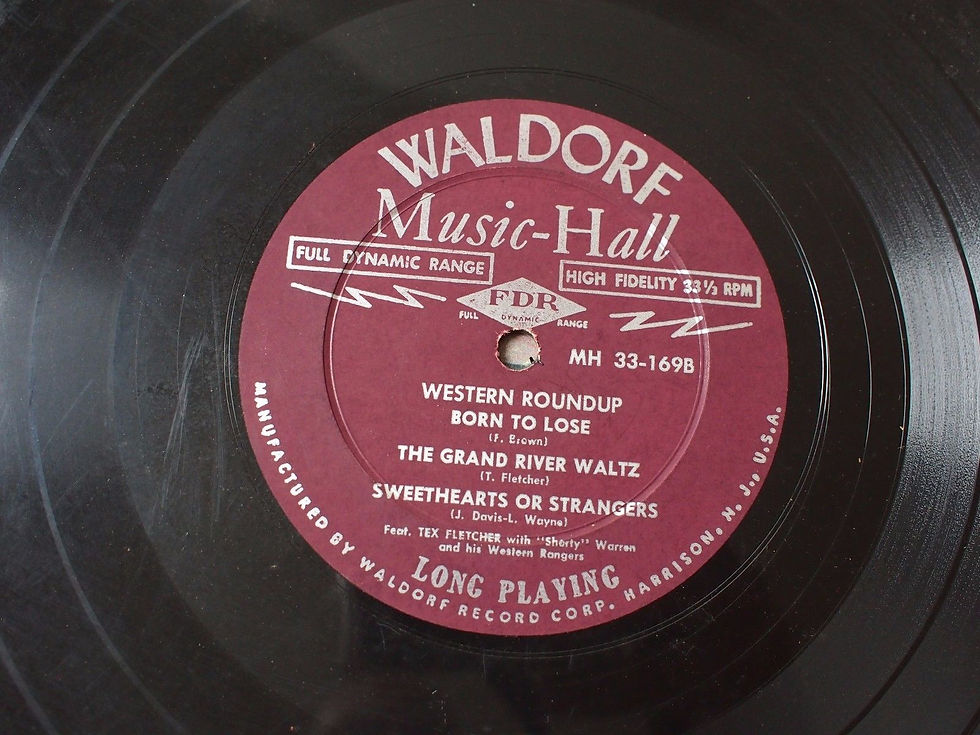 WALDORF
Music-Hall
FULL DYNAMIC RANGE
HIGH FIDELITY 33⅓ RPM
FDR
FULL DYNAMIC RANGE
MH 33-169B
WESTERN ROUNDUP
BORN TO LOSE
(F. Brown)
THE GRAND RIVER WALTZ
(T. Fletcher)
SWEETHEARTS OR STRANGERS
(J. Davis-L. Wayne)
Feat. TEX FLETCHER with "Shorty" Warren
and his Western Rangers
LONG PLAYING
MANUFACTURED BY WALDORF RECORD CORP. HARRISON, N. J., U.S.A.